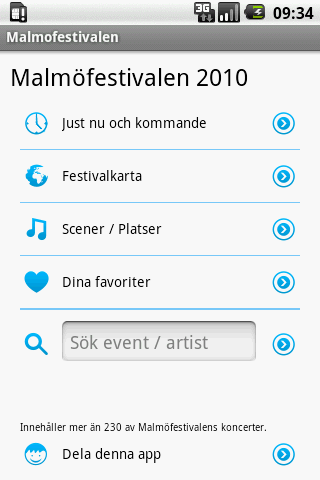 3G
09:34
Malmofestivalen
Malmöfestivalen 2010
Just nu och kommande
Festivalkarta
Scener / Platser
Dina favoriter
Sök event / artist
Innehåller mer än 230 av Malmöfestivalens koncerter.
Dela denna app